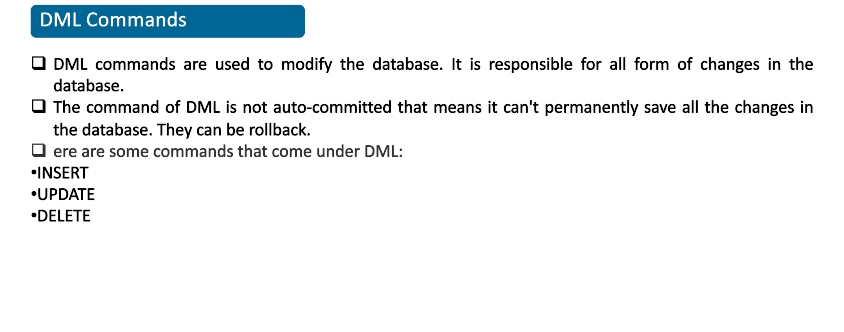 DML Commands
❑ DML commands are used to modify the database. It is responsible for all form of changes in the
database.
❑ The command of DML is not auto-committed that means it can't permanently save all the changes in
the database. They can be rollback.
❑ ere are some commands that come under DML:
•INSERT
•UPDATE
•DELETE